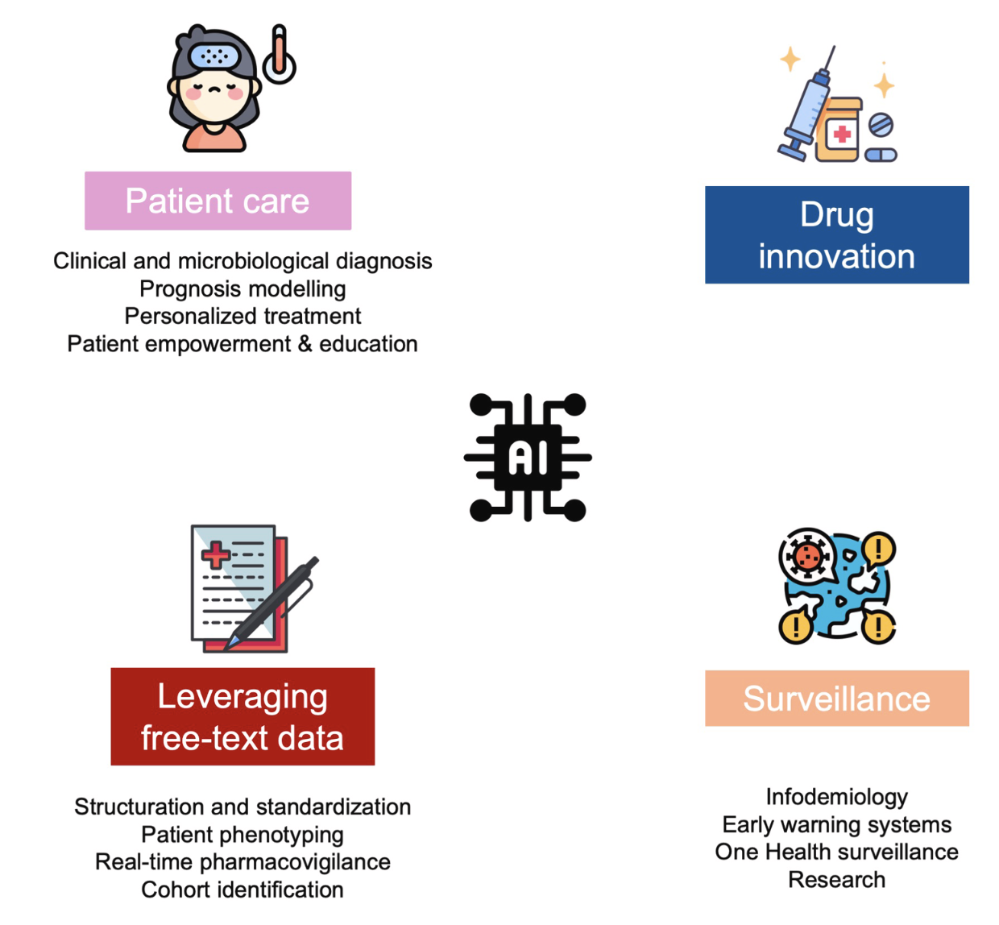 Patient care
Clinical and microbiological diagnosis
Prognosis modelling
Personalized treatment
Patient empowerment & education
Drug
innovation
AI
Leveraging
free-text data
Structuration and standardization
Patient phenotyping
Real-time pharmacovigilance
Cohort identification
Surveillance
Infodemiology
Early warning systems
One Health surveillance
Research